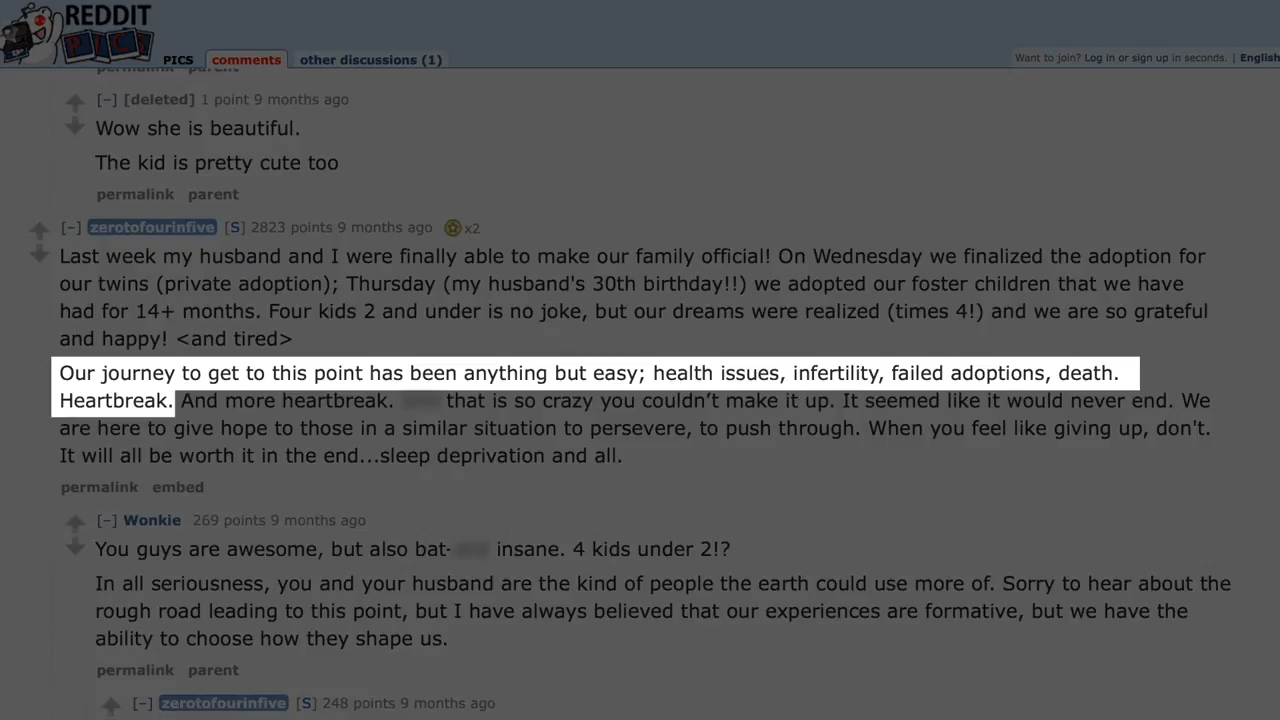 REDDIT
PICS
PICS comments other discussions (1)
Want to join? Log in or sign up in seconds. | English
permalink parent
[–] [deleted] 1 point 9 months ago
Wow she is beautiful.
The kid is pretty cute too
permalink parent
[–] zerotofourinfive [S] 2823 points 9 months ago x2
Last week my husband and I were finally able to make our family official! On Wednesday we finalized the adoption for
our twins (private adoption); Thursday (my husband's 30th birthday!!) we adopted our foster children that we have
had for 14+ months. Four kids 2 and under is no joke, but our dreams were realized (times 4!) and we are so grateful
and happy! <and tired>
Our journey to get to this point has been anything but easy; health issues, infertility, failed adoptions, death.
Heartbreak. And more heartbreak. that is so crazy you couldn’t make it up. It seemed like it would never end. We
are here to give hope to those in a similar situation to persevere, to push through. When you feel like giving up, don't.
It will all be worth it in the end...sleep deprivation and all.
permalink embed
[–] Wonkie 269 points 9 months ago
You guys are awesome, but also bat- insane. 4 kids under 2!?
In all seriousness, you and your husband are the kind of people the earth could use more of. Sorry to hear about the
rough road leading to this point, but I have always believed that our experiences are formative, but we have the
ability to choose how they shape us.
permalink parent
[–] zerotofourinfive [S] 248 points 9 months ago